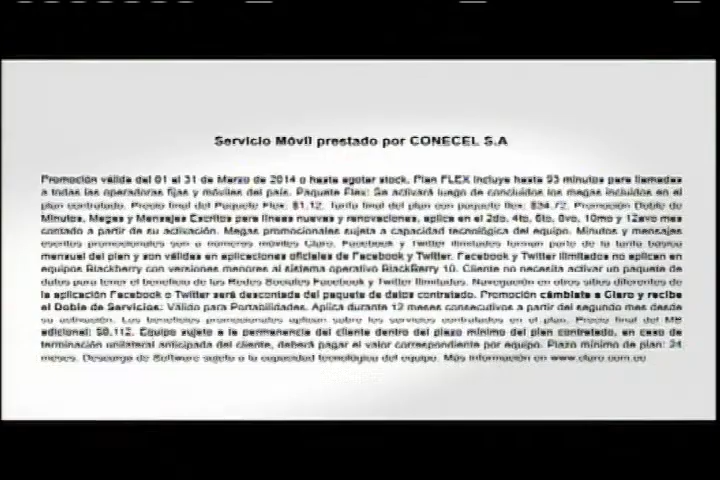 Servicio Móvil prestado por CONECEL S.A
Promoción válida del 01 al 31 de Marzo de 2014 o hasta agotar stock. Plan FLEX incluye hasta 93 minutos para llamadas
a todas las operadoras fijas y móviles del país. Paquete Flex: Se activará luego de concluidos los megas incluidos en el
plan contratado. Precio final del Paquete Flex: $1.12. Tarifa final del plan con paquete flex: $34.72. Promoción Doble de
Minutos, Megas y Mensajes Escritos para líneas nuevas y renovaciones, aplica en el 2do, 4to, 6to, 8vo, 10mo y 12avo mes
contado a partir de su activación. Megas promocionales sujeta a capacidad tecnológica del equipo. Minutos y mensajes
escritos promocionales son a números móviles Claro. Facebook y Twitter ilimitados forman parte de la tarifa básica
mensual del plan y son válidas en aplicaciones oficiales de Facebook y Twitter. Facebook y Twitter ilimitados no aplican en
equipos Blackberry con versiones menores al sistema operativo BlackBerry 10. Cliente no necesita activar un paquete de
datos para tener el beneficio de las Redes Sociales Facebook y Twitter ilimitados. Navegación en otros sitios diferentes de
la aplicación Facebook o Twitter será descontada del paquete de datos contratado. Promoción cámbiate a Claro y recibe
el Doble de Servicios: Válido para Portabilidades. Aplica durante 12 meses consecutivos a partir del segundo mes desde
su activación. Los beneficios promocionales aplican sobre los servicios contratados en el plan. Precio final del MB
adicional: $0.112. Equipo sujeto a la permanencia del cliente dentro del plazo mínimo del plan contratado, en caso de
terminación unilateral anticipada del cliente, deberá pagar el valor correspondiente por equipo. Plazo mínimo de plan: 24
meses. Descarga de Software sujeto a la capacidad tecnológica del equipo. Más información en www.claro.com.ec